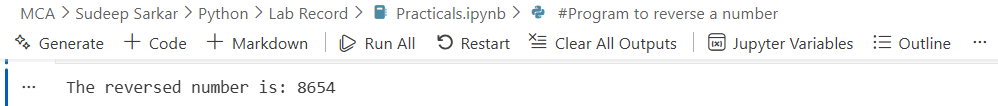 MCA > Sudeep Sarkar > Python > Lab Record > Practicals.ipynb > #Program to reverse a number
Generate + Code + Markdown | Run All Restart Clear All Outputs | Jupyter Variables Outline ...
... The reversed number is: 8654